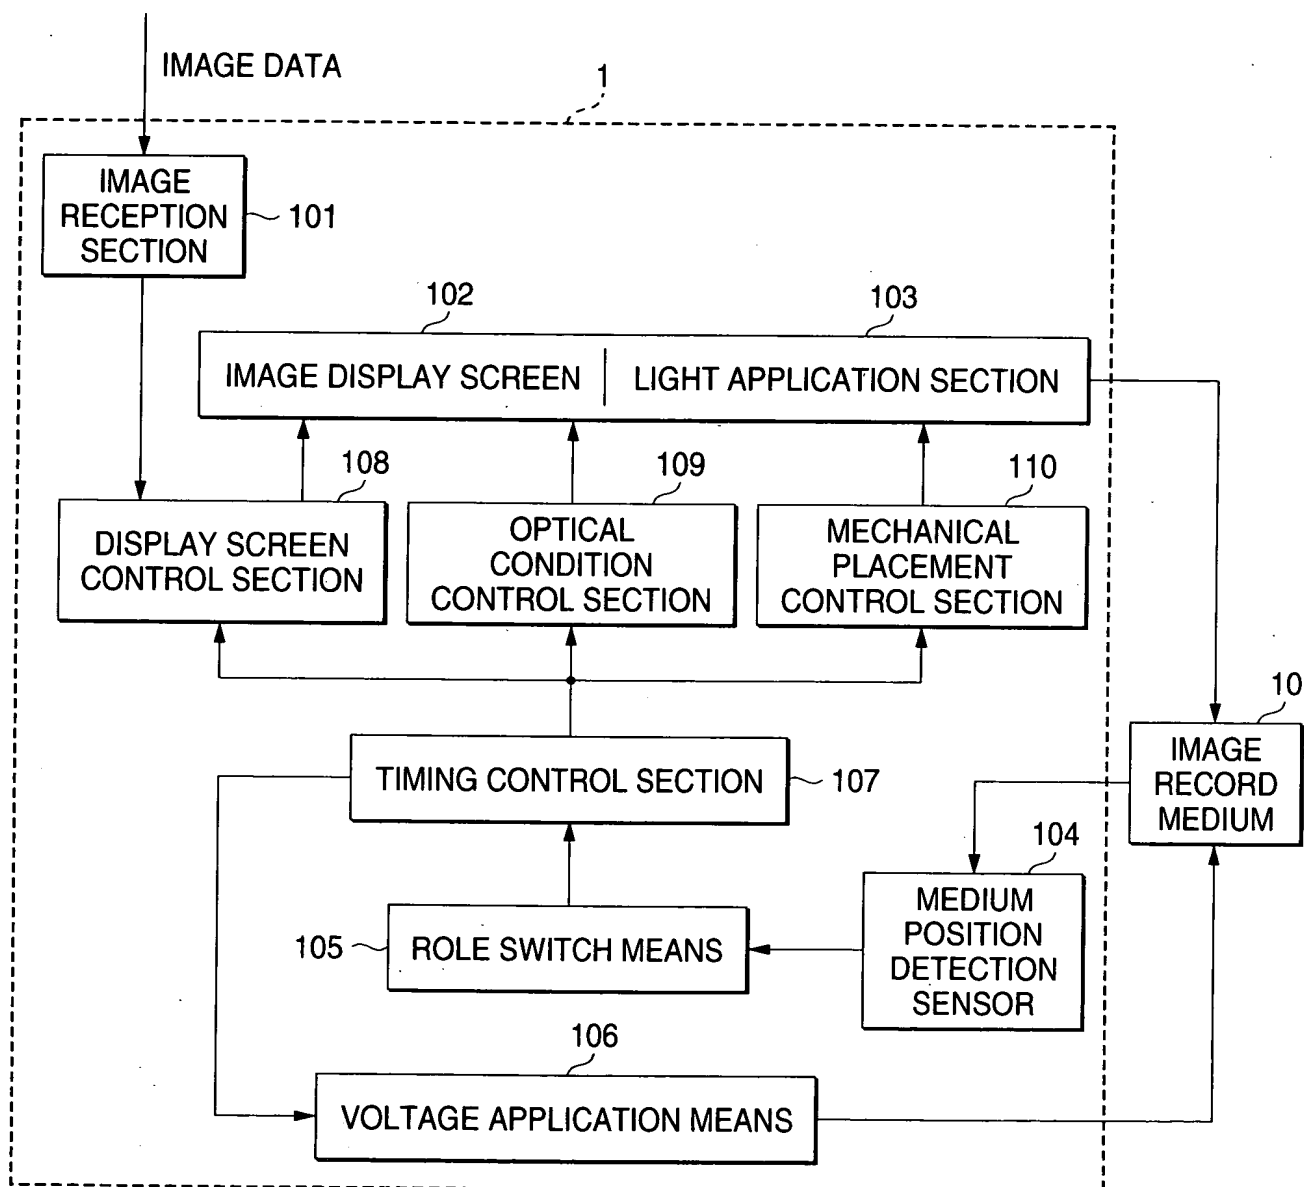 IMAGE DATA
1
IMAGE
RECEPTION
SECTION
101
102
103
IMAGE DISPLAY SCREEN
LIGHT APPLICATION SECTION
108
109
110
DISPLAY SCREEN
CONTROL SECTION
OPTICAL
CONDITION
CONTROL SECTION
MECHANICAL
PLACEMENT
CONTROL SECTION
10
IMAGE
RECORD
MEDIUM
TIMING CONTROL SECTION
107
104
MEDIUM
POSITION
DETECTION
SENSOR
105
ROLE SWITCH MEANS
106
VOLTAGE APPLICATION MEANS